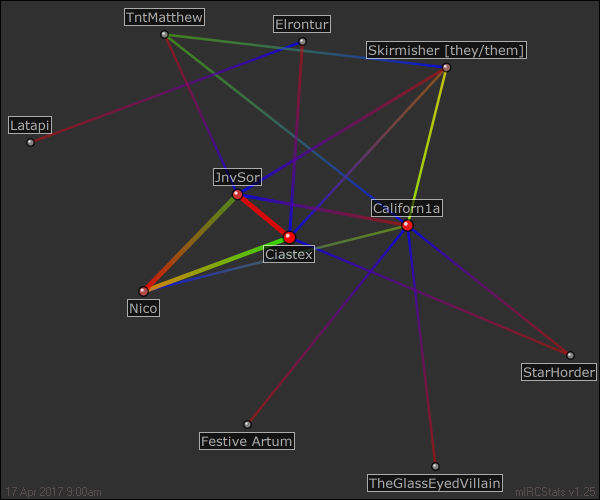 TntMatthew
Elrontur
Skirmisher [they/them]
Latapi
JnvSor
Californ1a
Ciastex
Nico
StarHorder
Festive Artum
TheGlassEyedVillain
17 Apr 2017 9:00am
mIRCStats v1.25